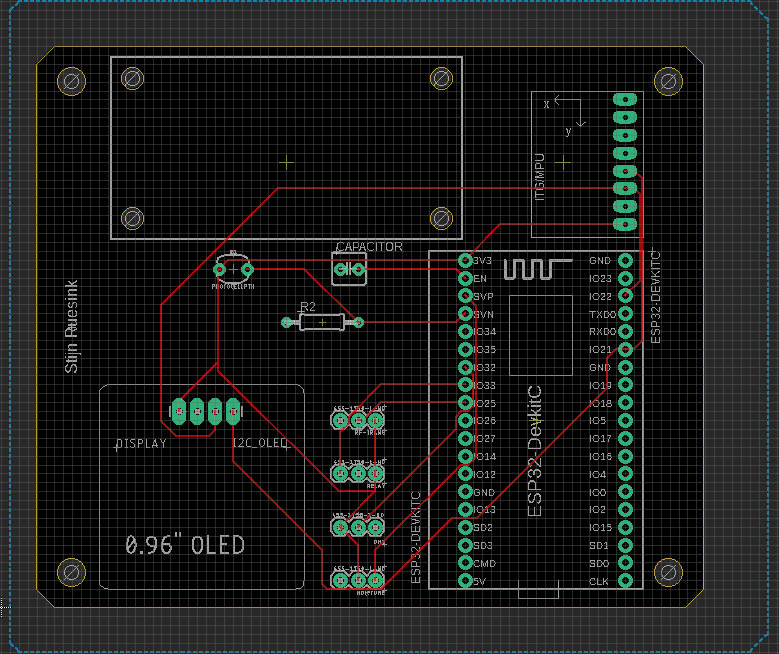 x
y
ITG/MPU
CAPACITOR
R1
PHOTOCELLPTH
R2
Stijn Ruesink
DISPLAY
I2C_OLED
0.96" OLED
RELAY
3V3
EN
SVP
SVN
IO34
IO35
IO32
IO33
IO25
IO26
IO27
IO14
IO12
GND
IO13
SD2
SD3
CMD
5V
GND
IO23
IO22
TXD0
RXD0
IO21
GND
IO19
IO18
IO5
IO17
IO16
IO4
IO0
IO2
IO15
SD1
SD0
CLK
ESP32-DevkitC
ESP32-DEVKITC
ESP32-DEVKITC